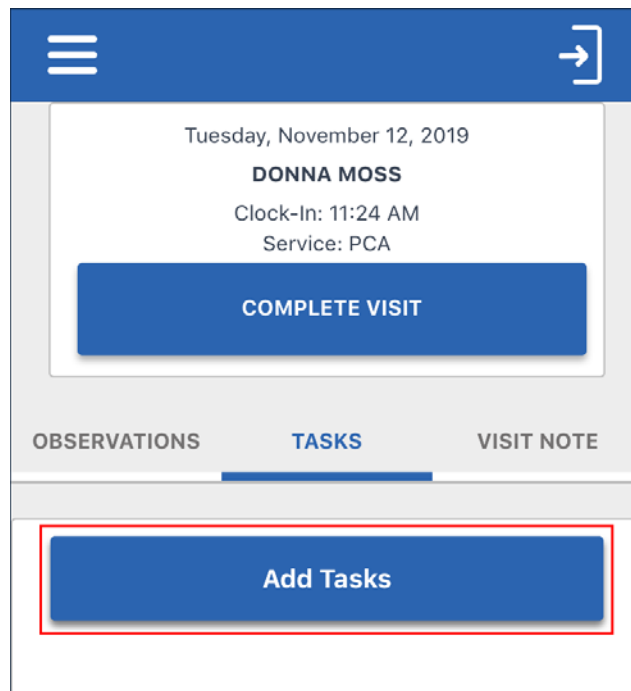 Tuesday, November 12, 2019
DONNA MOSS
Clock-In: 11:24 AM
Service: PCA
COMPLETE VISIT
OBSERVATIONS TASKS VISIT NOTE
Add Tasks